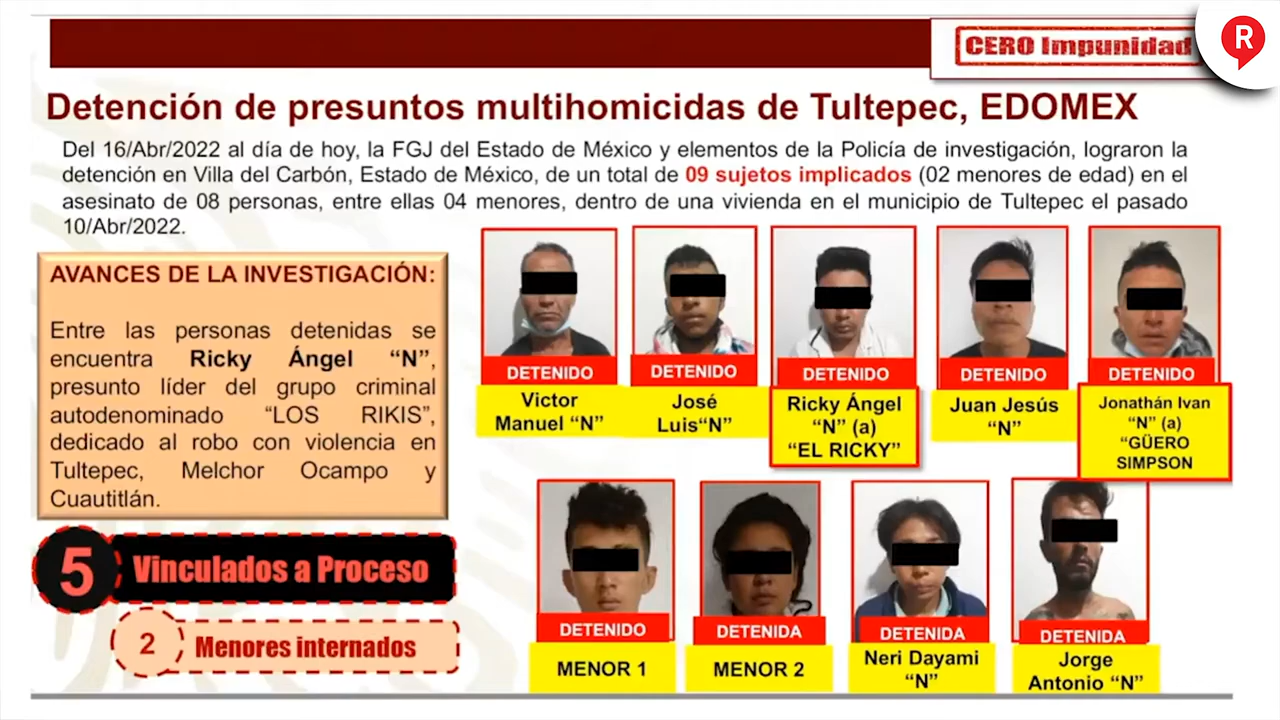 CERO Impunidad
R
Detención de presuntos multihomicidas de Tultepec, EDOMEX
Del 16/Abr/2022 al día de hoy, la FGJ del Estado de México y elementos de la Policía de investigación, lograron la
detención en Villa del Carbón, Estado de México, de un total de 09 sujetos implicados (02 menores de edad) en el
asesinato de 08 personas, entre ellas 04 menores, dentro de una vivienda en el municipio de Tultepec el pasado
10/Abr/2022.
AVANCES DE LA INVESTIGACIÓN:
Entre las personas detenidas se
encuentra Ricky Ángel “N”,
presunto líder del grupo criminal
autodenominado “LOS RIKIS”,
dedicado al robo con violencia en
Tultepec, Melchor Ocampo y
Cuautitlán.
5 Vinculados a Proceso
2 Menores internados
DETENIDO
Victor
Manuel “N”
DETENIDO
José
Luis“N”
DETENIDO
Ricky Ángel
“N” (a)
“EL RICKY”
DETENIDO
Juan Jesús
“N”
DETENIDO
Jonathán Ivan
“N” (a)
“GÜERO
SIMPSON
DETENIDO
MENOR 1
DETENIDA
MENOR 2
DETENIDA
Neri Dayami
“N”
DETENIDA
Jorge
Antonio “N”